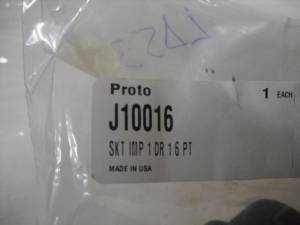 Proto
1 EACH
J10016
SKT IMP 1 DR 1 6 PT
MADE IN USA